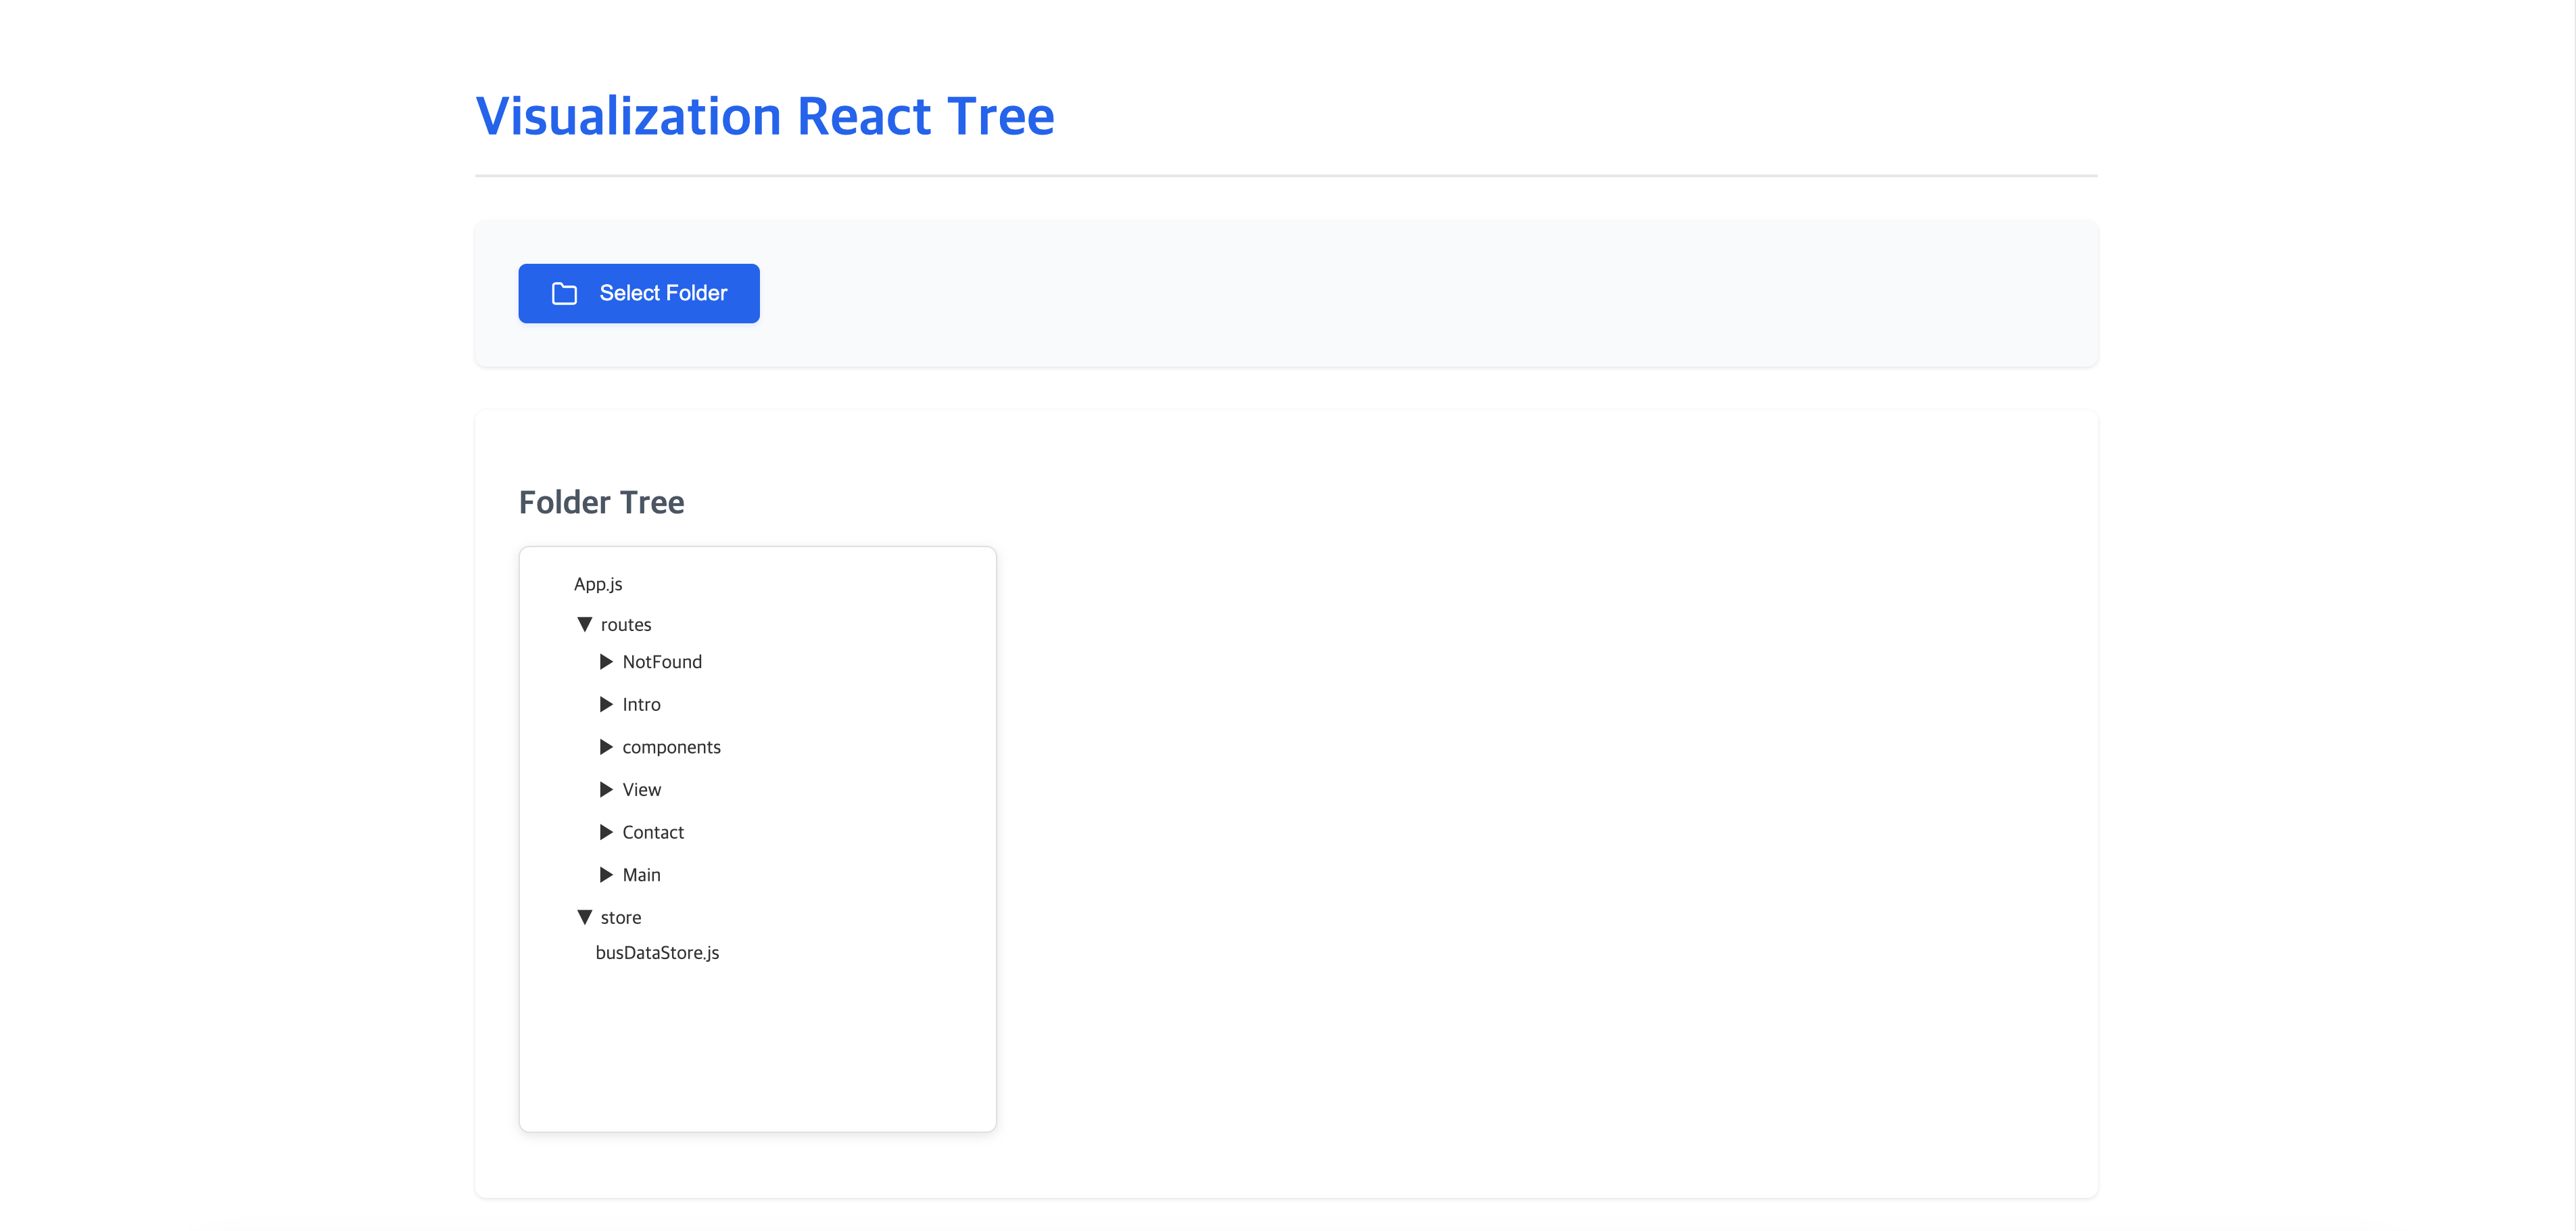 Visualization React Tree
Select Folder
Folder Tree
App.js
routes
NotFound
Intro
components
View
Contact
Main
store
busDataStore.js